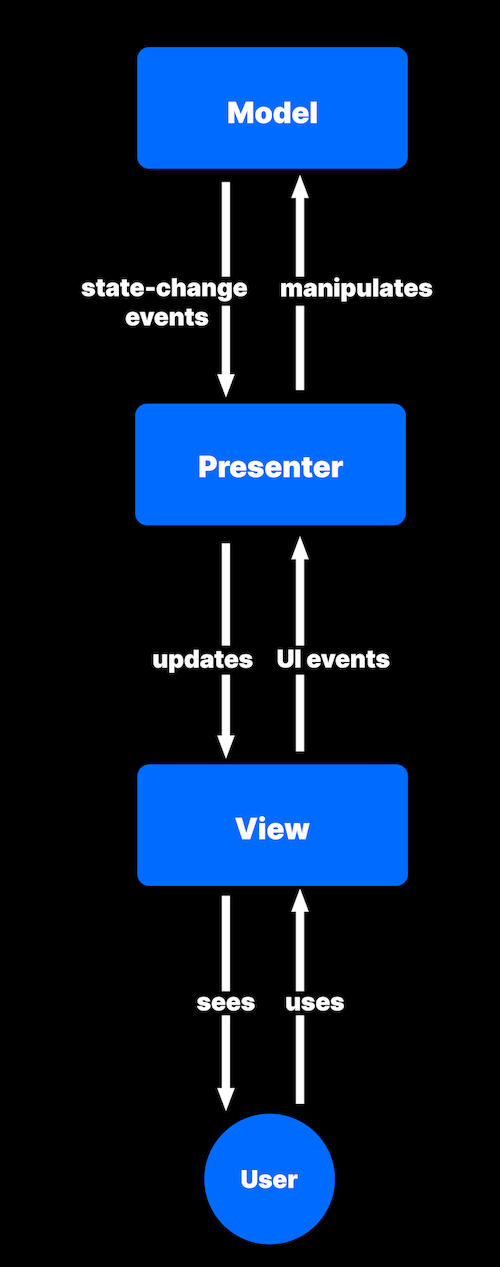 Model
state-change
events
manipulates
Presenter
updates
UI events
View
sees
uses
User